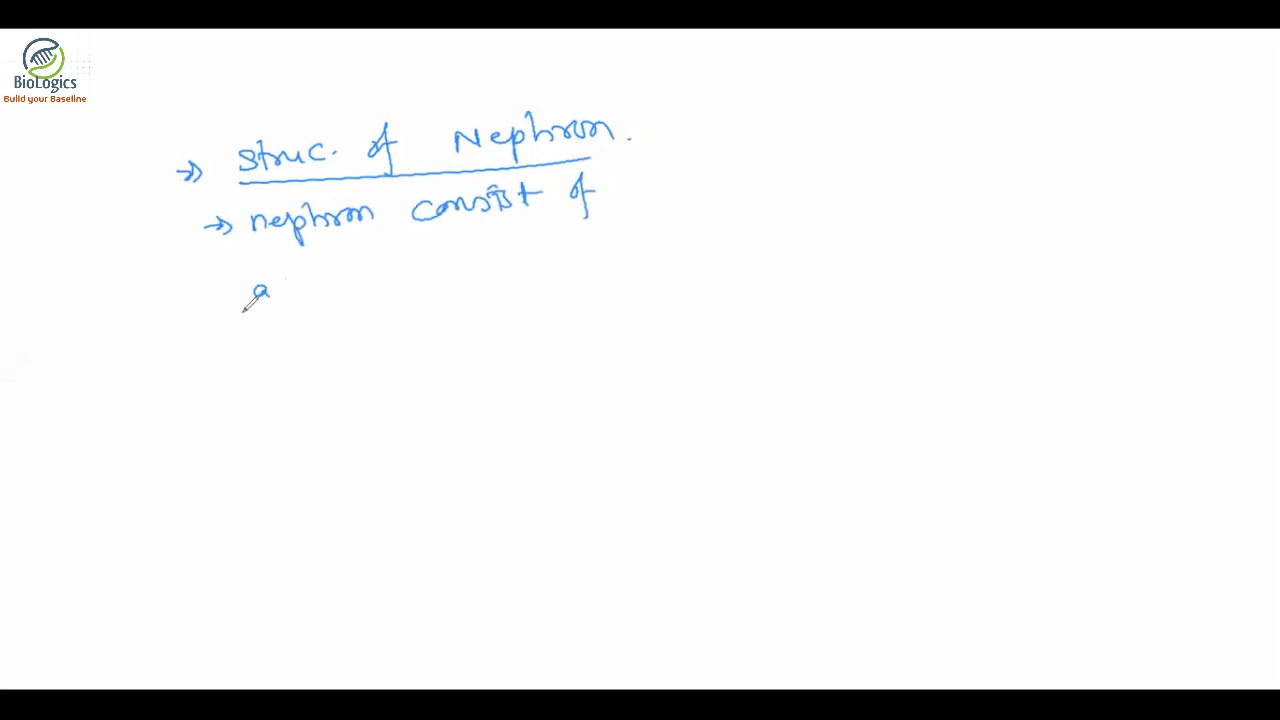 BioLogics
Build your Baseline
→ Struc. of Nephron.
→ nephron consist of
a